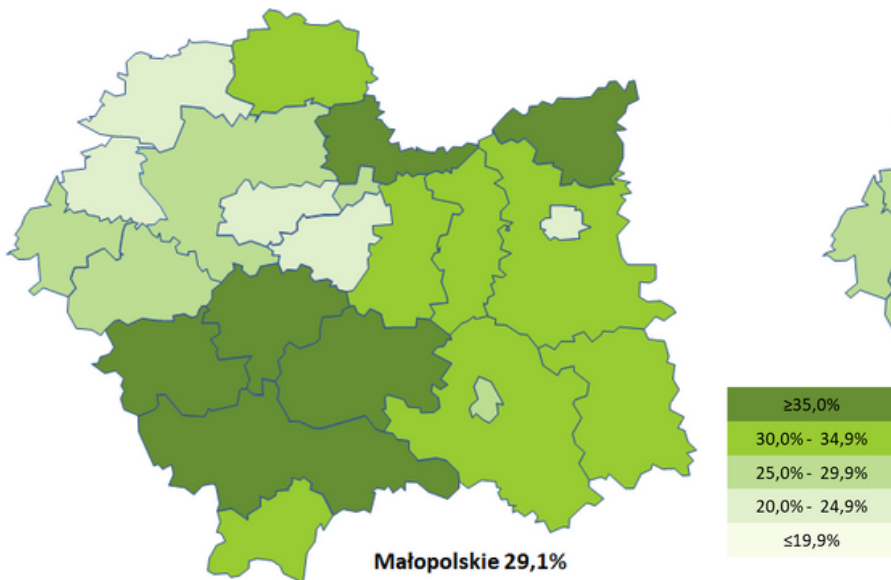 ≥35,0%
30,0% - 34,9%
25,0% - 29,9%
20,0% - 24,9%
≤19,9%
Małopolskie 29,1%